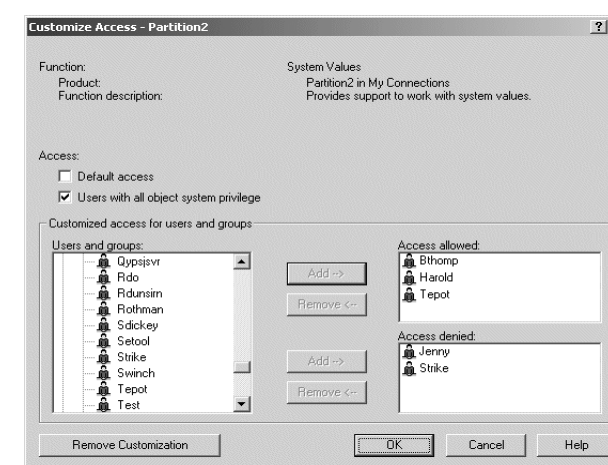 Customize Access - Partition2
?
Function: System Values
Product: Partition2 in My Connections
Function description: Provides support to work with system values.
Access:
Default access
Users with all object system privilege
Customized access for users and groups
Users and groups:
Qypsjsvr
Rdo
Rdunsirn
Rothman
Sdickey
Setool
Strike
Swinch
Tepot
Test
Add -->
Remove <--
Add -->
Remove <--
Access allowed:
Bthomp
Harold
Tepot
Access denied:
Jenny
Strike
Remove Customization
OK
Cancel
Help